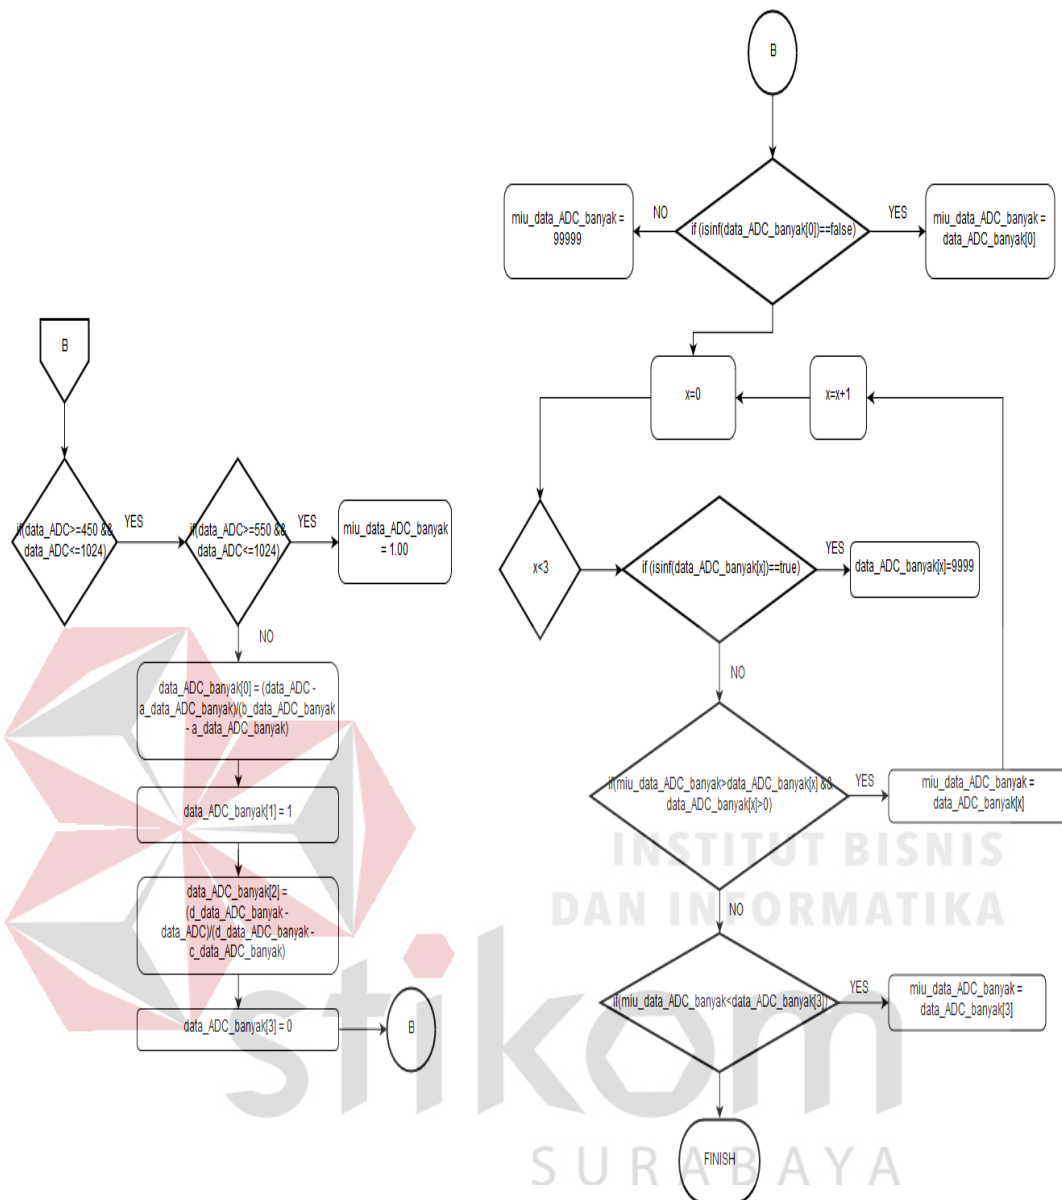 B
if(data_ADC>=450 &&
data_ADC<=1024)
YES
if(data_ADC>=550 &&
data_ADC<=1024)
YES
miu_data_ADC_banyak
= 1.00
NO
data_ADC_banyak[0] = (data_ADC -
a_data_ADC_banyak)/(b_data_ADC_banyak
- a_data_ADC_banyak)
data_ADC_banyak[1] = 1
data_ADC_banyak[2] =
(d_data_ADC_banyak -
data_ADC)/(d_data_ADC_banyak -
c_data_ADC_banyak)
data_ADC_banyak[3] = 0
B
B
if (isinf(data_ADC_banyak[0])==false)
NO
miu_data_ADC_banyak =
99999
YES
miu_data_ADC_banyak =
data_ADC_banyak[0]
x=0
x=x+1
x<3
if (isinf(data_ADC_banyak[x])==true)
YES
data_ADC_banyak[x]=9999
NO
if(miu_data_ADC_banyak>data_ADC_banyak[x] &&
data_ADC_banyak[x]>0)
YES
miu_data_ADC_banyak =
data_ADC_banyak[x]
NO
if(miu_data_ADC_banyak<data_ADC_banyak[3])
YES
miu_data_ADC_banyak =
data_ADC_banyak[3]
FINISH
INSTITUT BISNIS
DAN INFORMATIKA
stikom
SURABAYA